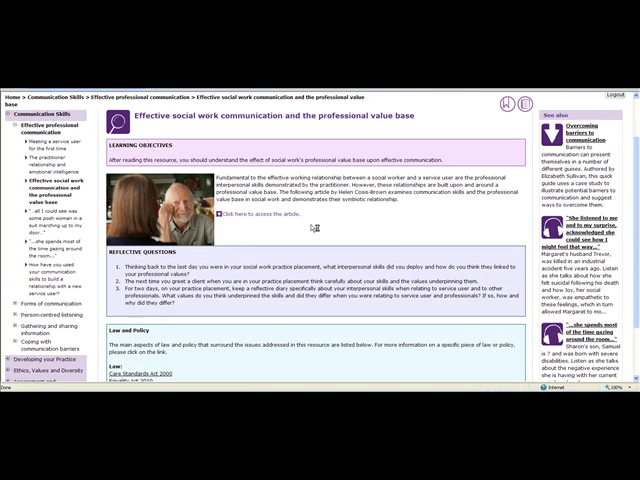 Logout
Home > Communication Skills > Effective professional communication > Effective social work communication and the professional value
base
Communication Skills
Effective professional
communication
Meeting a service user
for the first time
The practitioner
relationship and
emotional intelligence
Effective social work
communication and the
professional value
base
"...all I could see was
some posh woman in a
suit marching up to my
door..."
"...she spends most of
the time gazing around
the room..."
How have you used
your communication
skills to build a
relationship with a new
service user?
Forms of communication
Person-centred listening
Gathering and sharing
information
Coping with
communication barriers
Developing your Practice
Ethics, Values and Diversity
Effective social work communication and the professional value base
LEARNING OBJECTIVES
After reading this resource, you should understand the effect of social work's professional value base upon effective communication.
Fundamental to the effective working relationship between a social worker and a service user are the professional
interpersonal skills demonstrated by the practitioner. However, these relationships are built upon and around a
professional value base. The following article by Helen Cosis-Brown examines communication skills and the professional value
base in social work and demonstrates their symbiotic relationship.
Click here to access the article.
REFLECTIVE QUESTIONS
1. Thinking back to the last day you were in your social work practice placement, what interpersonal skills did you deploy and how do you think they linked to
your professional values?
2. The next time you greet a client when you are in your practice placement think carefully about your skills and the values underpinning them.
3. For two days, on your practice placement, keep a reflective diary specifically about your interpersonal skills when you were relating to service user and to other
professionals. What values do you think underpinned the skills and did they differ when you were relating to service user and professionals? If so, how and
why did they differ?
Law and Policy
The main aspects of law and policy that surround the issues addressed in this resource are listed below. For more information on a specific piece of law or policy,
please click on the link.
Law:
Care Standards Act 2000
Equality Act 2010
See also
Overcoming
barriers to
communication
Barriers to
communication can present
themselves in a number of
different guises. Authored by
Elizabeth Sullivan, this quick
guide uses a case study to
illustrate potential barriers to
communication and suggest
ways to overcome them.
"She listened to me
and to my surprise,
acknowledged she
could see how I
might feel that way..."
Margaret's husband Trevor,
was killed in an industrial
accident five years ago. Listen
as she talks about how she
felt suicidal following his death
and how Joy, her social
worker, was empathetic to
these feelings, which in
turn allowed Margaret to mo...
"...she spends most
of the time gazing
around the room..."
Sharon's son, Samuel
is 7 and was born with severe
disabilities. Listen as she talks
about the negative experience
she is having with her current
Done
Internet
100%